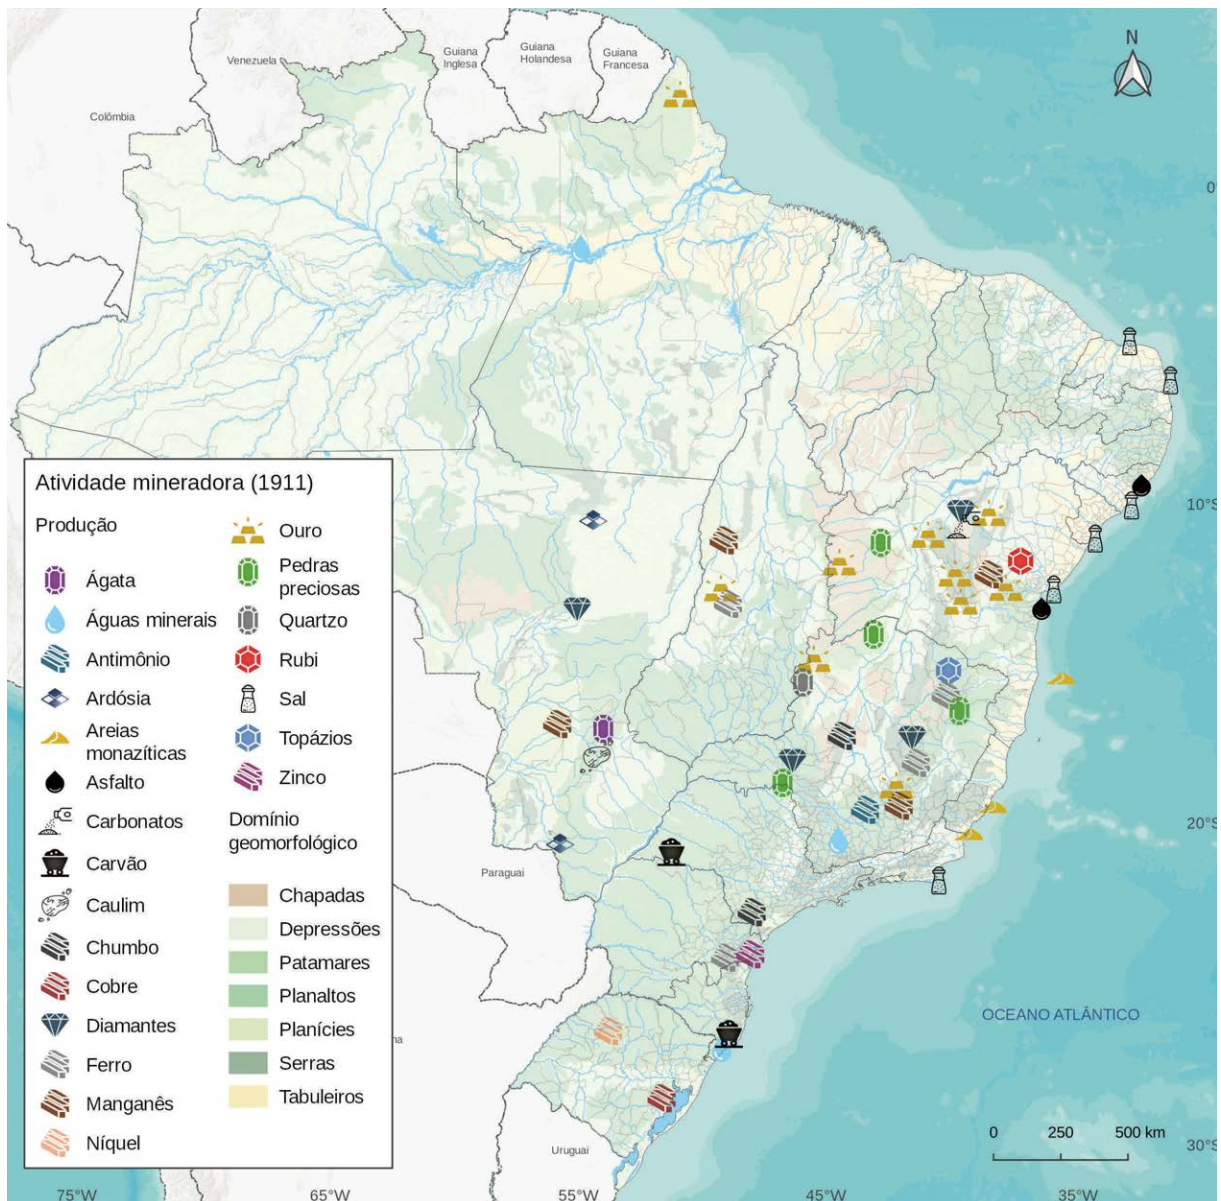 Venezuela
Guiana
Inglesa
Guiana
Holandesa
Guiana
Francesa
N
Colômbia
0°
10°S
Atividade mineradora (1911)
Produção
Ágata
Águas minerais
Antimônio
Ardósia
Areias
monazíticas
Asfalto
Carbonatos
Carvão
Caulim
Chumbo
Cobre
Diamantes
Ferro
Manganês
Níquel
Ouro
Pedras
preciosas
Quartzo
Rubi
Sal
Topázios
Zinco
Domínio
geomorfológico
Chapadas
Depressões
Patamares
Planaltos
Planícies
Serras
Tabuleiros
20°S
Paraguai
OCEANO ATLÂNTICO
na
Uruguai
0 250 500 km
30°S
75°W 65°W 55°W 45°W 35°W